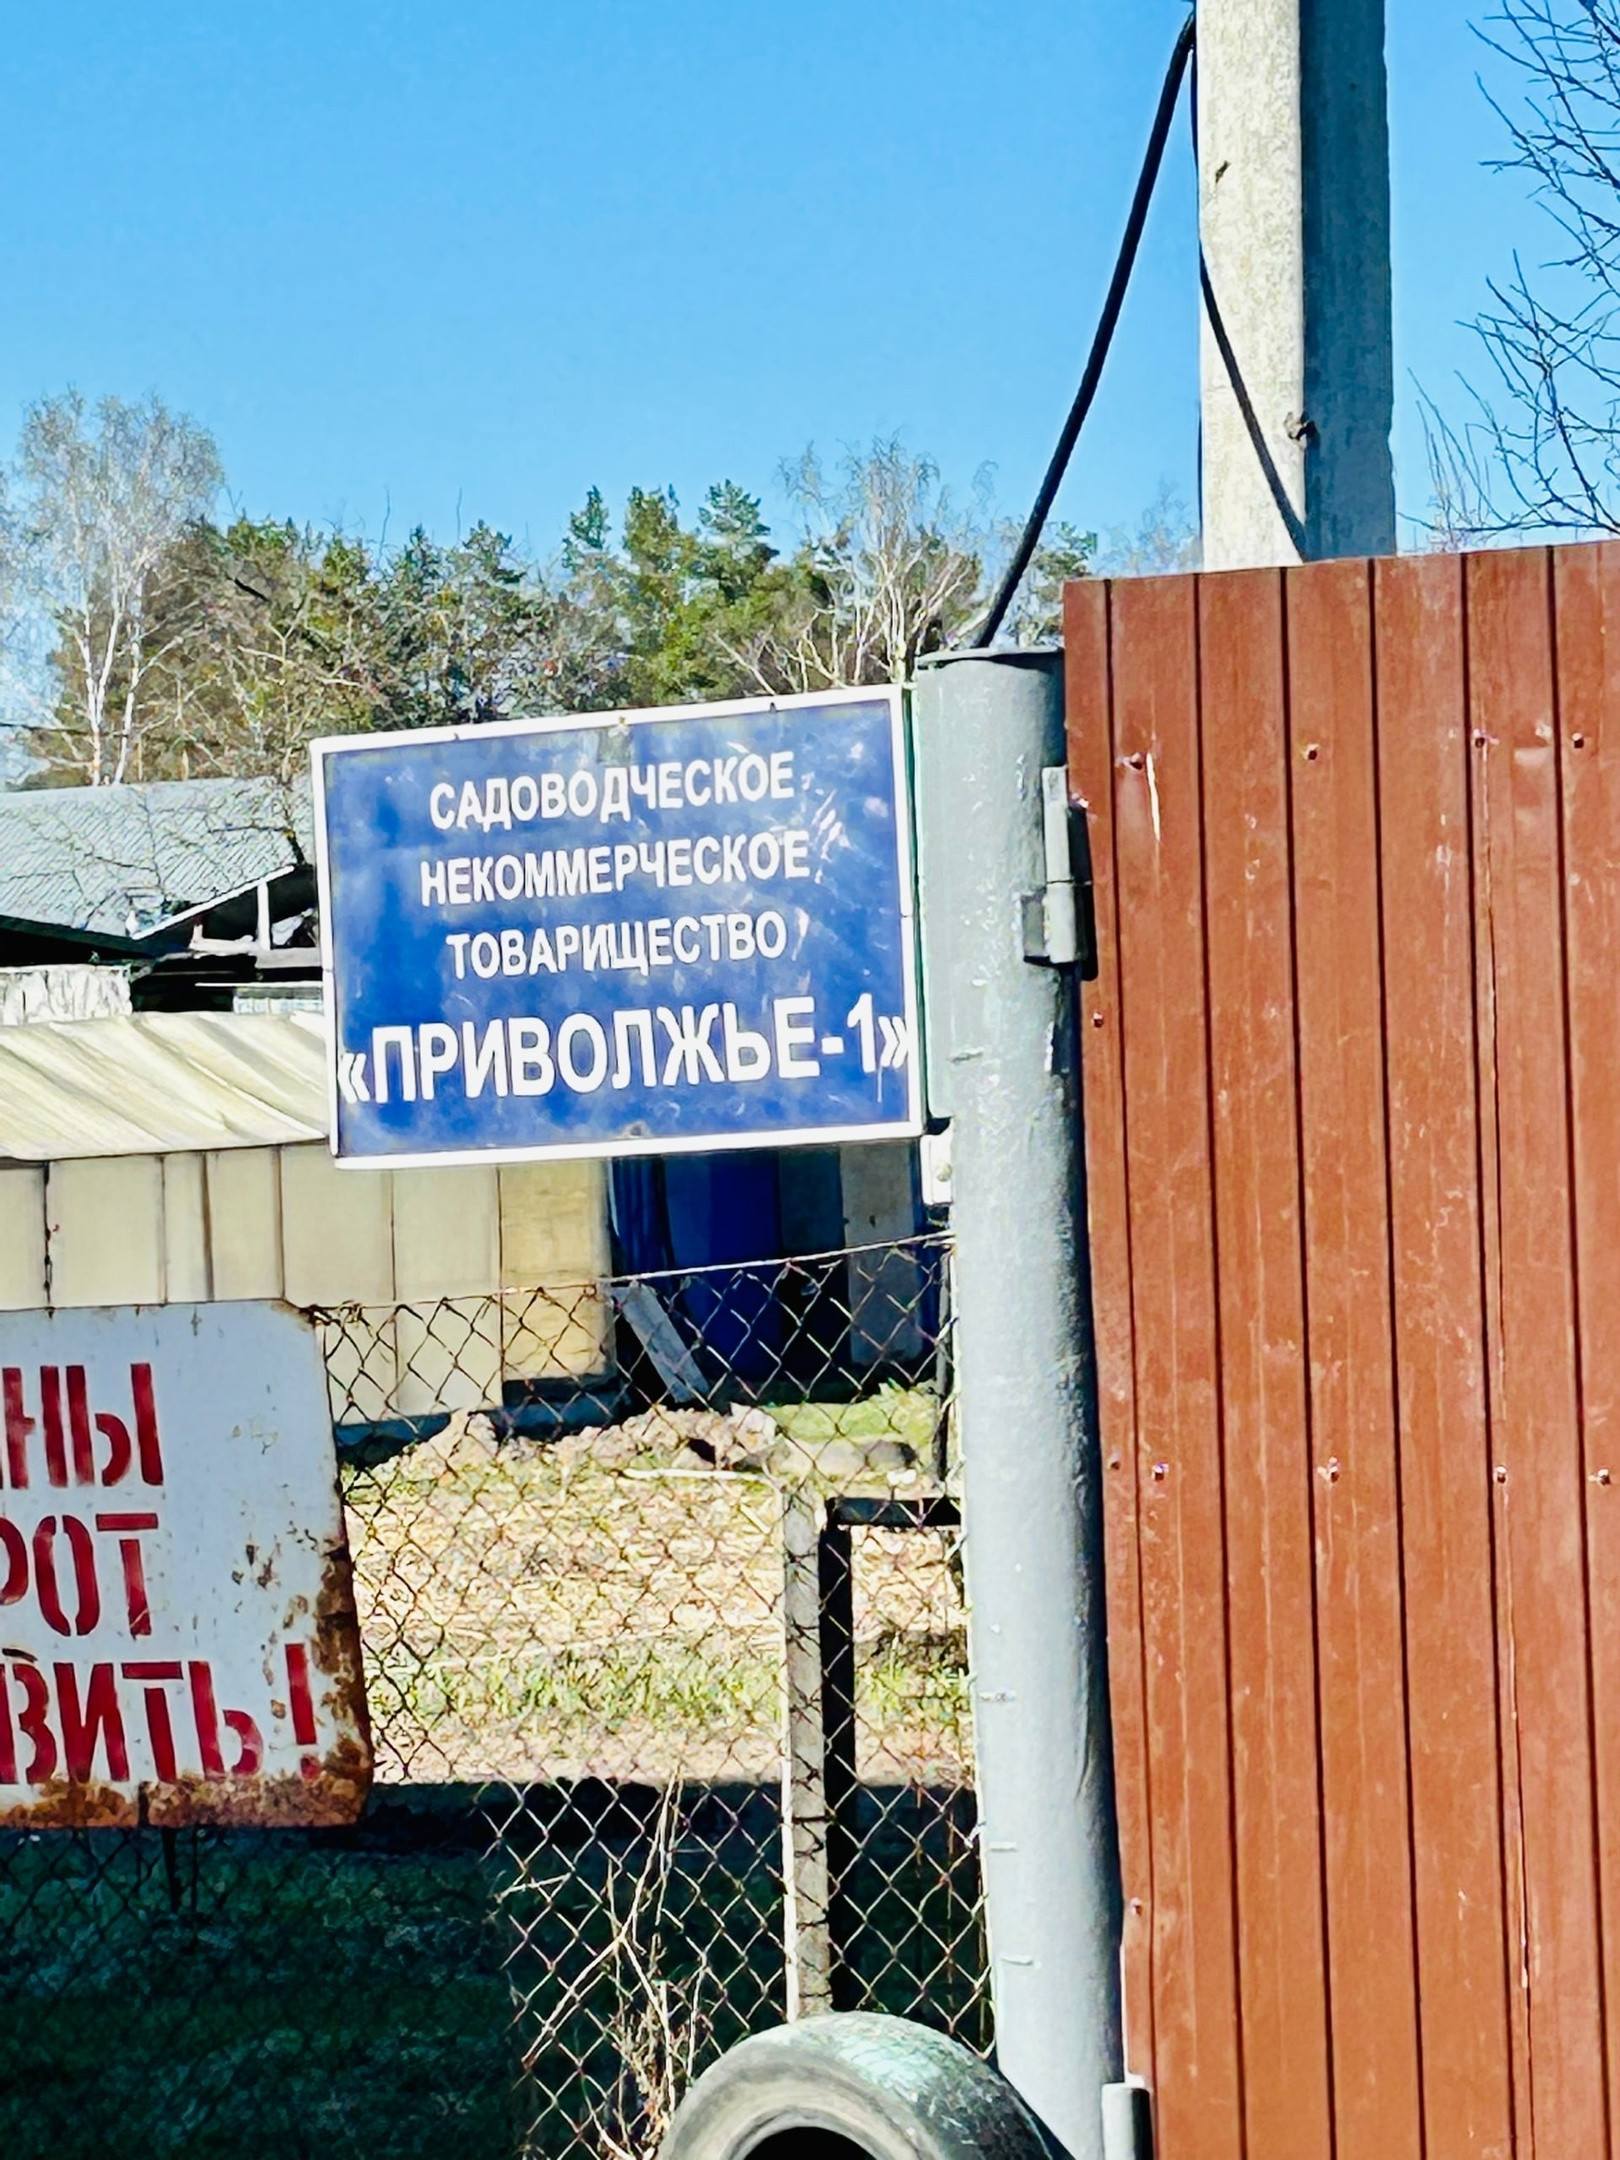 САДОВОДЧЕСКОЕ
НЕКОММЕРЧЕСКОЕ
ТОВАРИЩЕСТВО
«ПРИВОЛЖЬЕ-1»
НЫ
РОТ
ВИТЬ!